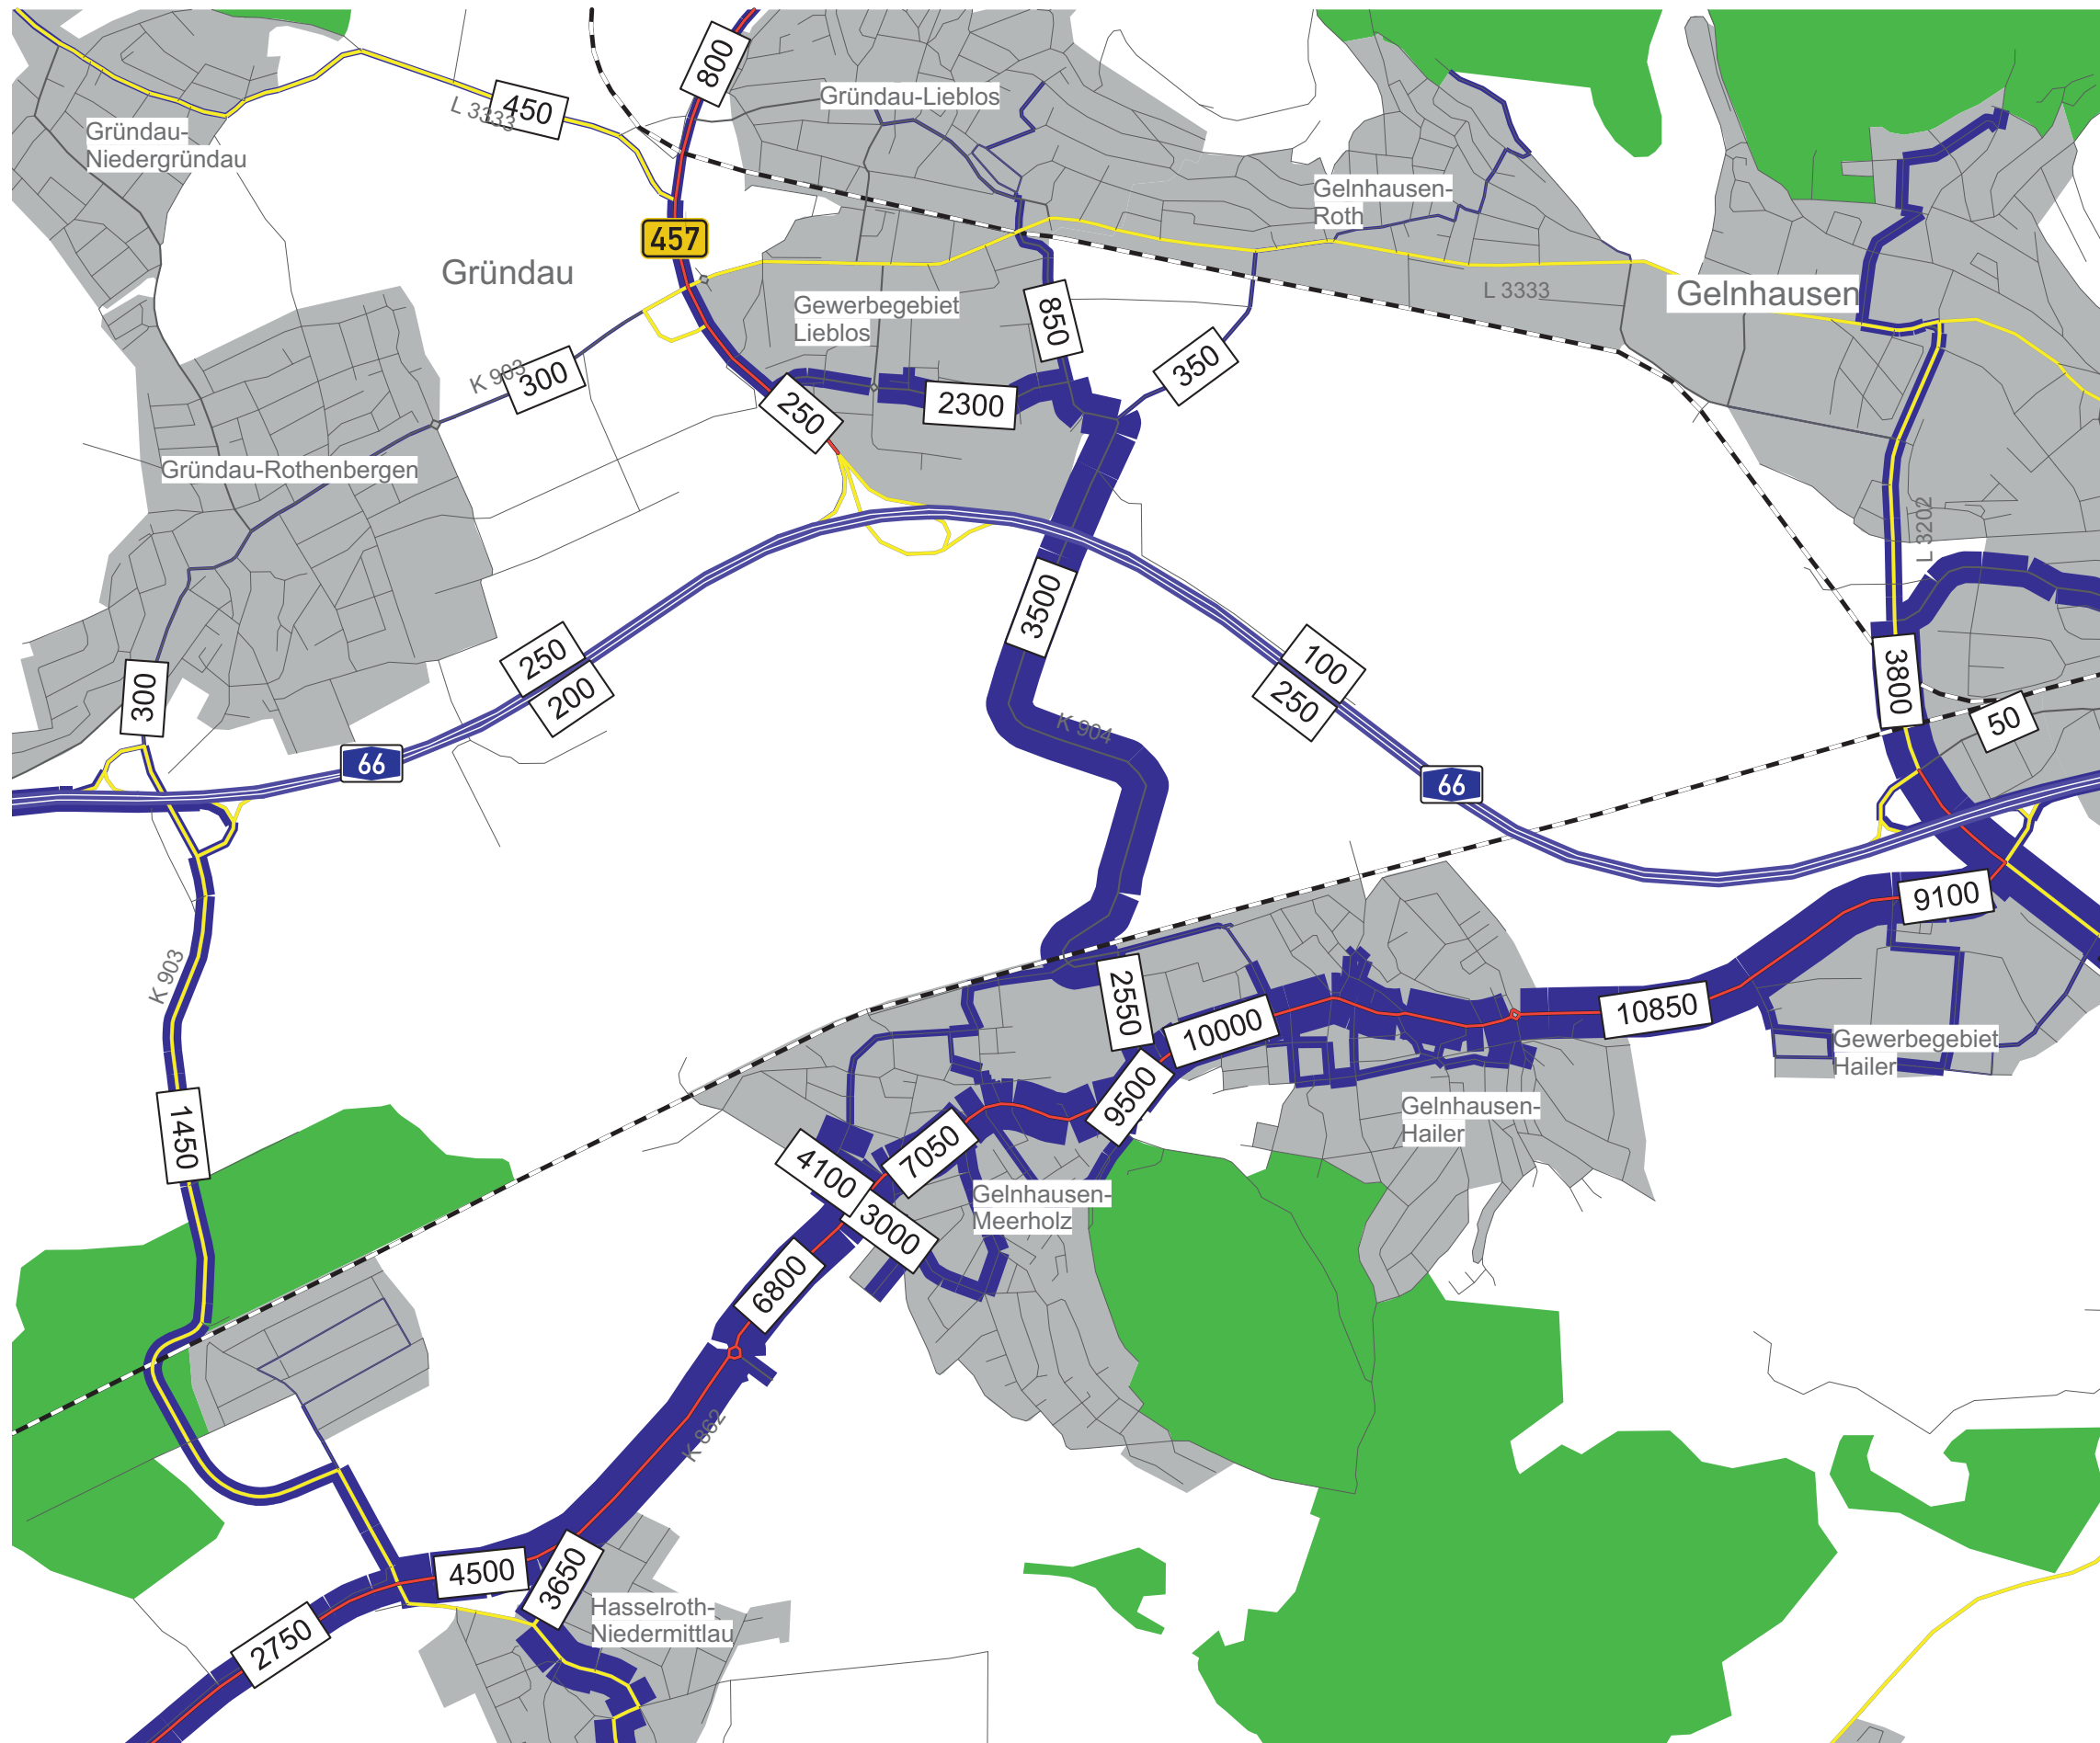 800
Gründau-Lieblos
450
L 3333
Gründau-
Niedergründau
Gelnhausen-
Roth
457
Gründau
L 3333
Gelnhausen
Gewerbegebiet
Lieblos
850
350
K 903
300
250
2300
Gründau-Rothenbergen
L 3202
3500
250
200
100
250
300
3800
50
K 904
66
66
9100
K 903
2550
10000
10850
Gewerbegebiet
Hailer
9500
Gelnhausen-
Hailer
1450
7050
4100
3000
Gelnhausen-
Meerholz
6800
K 862
4500
3650
Hasselroth-
Niedermittlau
2750